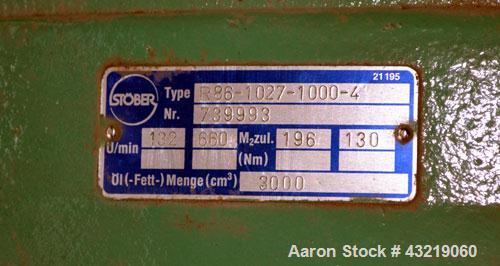 21195
STÖBER
Type R86-1027-1000-4
Nr. 739993
U/min 132 660 M₂zul. 196 130
(Nm)
Öl(-Fett-) Menge (cm³) 3000
Aaron Stock # 43219060